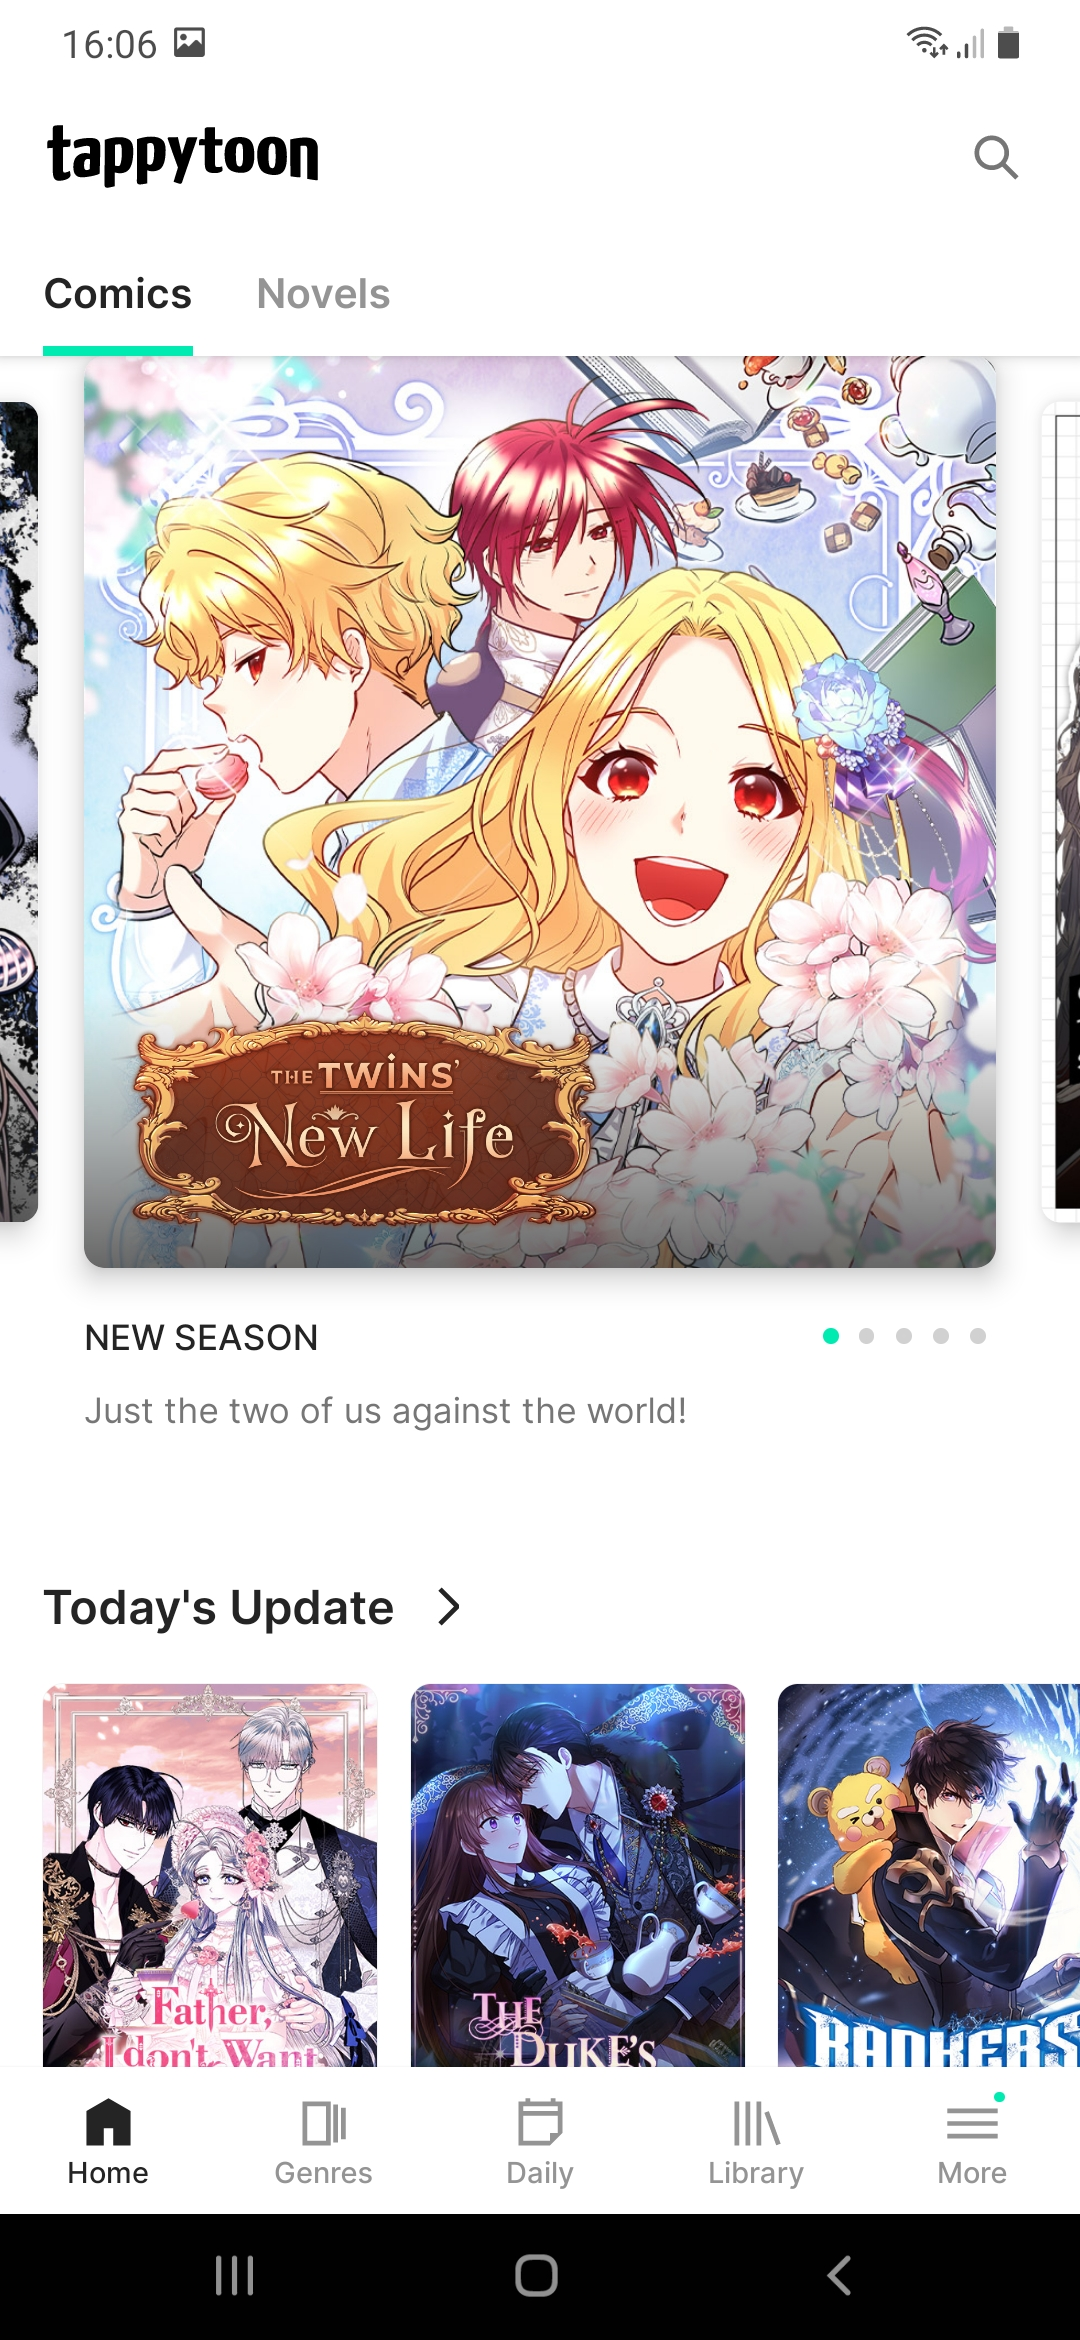 16:06
tappytoon
Comics
Novels
THE TWINS'
New Life
NEW SEASON
Just the two of us against the world!
Today's Update
Father,
I don't Want
THE
DUKE'S
RANKER'S
Home
Genres
Daily
Library
More